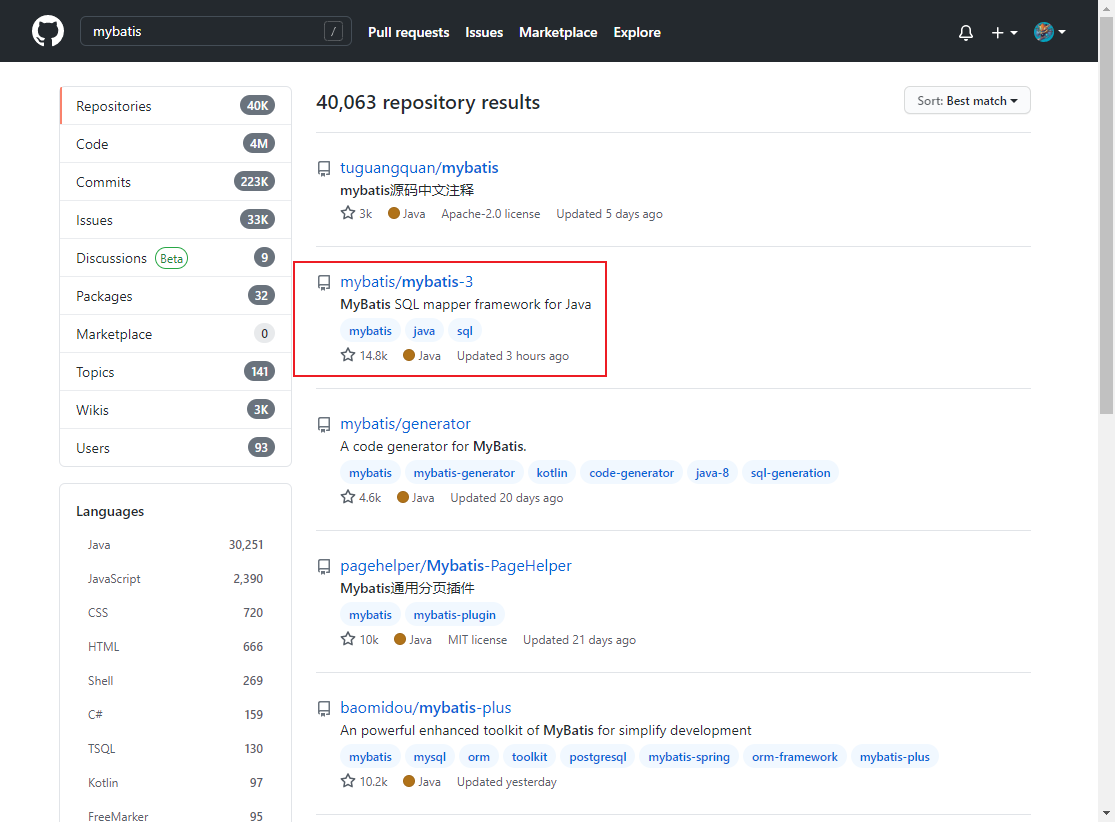 mybatis /
Pull requests Issues Marketplace Explore
Repositories 40K
Code 4M
Commits 223K
Issues 33K
Discussions Beta 9
Packages 32
Marketplace 0
Topics 141
Wikis 3K
Users 93
Languages
Java 30,251
JavaScript 2,390
CSS 720
HTML 666
Shell 269
C# 159
TSQL 130
Kotlin 97
FreeMarker 95
40,063 repository results
Sort: Best match
tuguangquan/mybatis
mybatis源码中文注释
3k Java Apache-2.0 license Updated 5 days ago
mybatis/mybatis-3
MyBatis SQL mapper framework for Java
mybatis java sql
14.8k Java Updated 3 hours ago
mybatis/generator
A code generator for MyBatis.
mybatis mybatis-generator kotlin code-generator java-8 sql-generation
4.6k Java Updated 20 days ago
pagehelper/Mybatis-PageHelper
Mybatis通用分页插件
mybatis mybatis-plugin
10k Java MIT license Updated 21 days ago
baomidou/mybatis-plus
An powerful enhanced toolkit of MyBatis for simplify development
mybatis mysql orm toolkit postgresql mybatis-spring orm-framework mybatis-plus
10.2k Java Updated yesterday